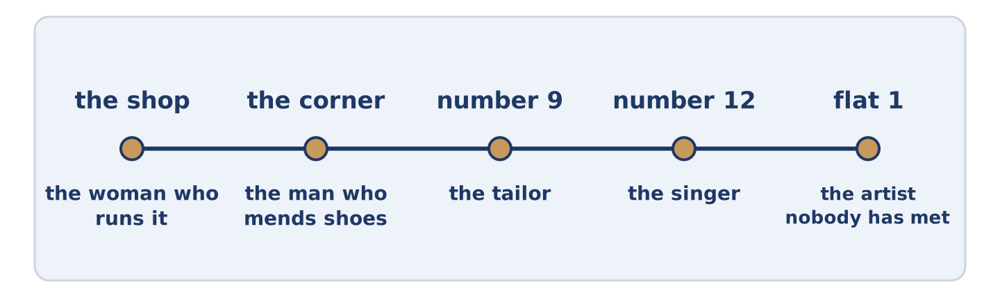 the shop
the corner
number 9
number 12
flat 1
the woman who
runs it
the man who
mends shoes
the tailor
the singer
the artist
nobody has met